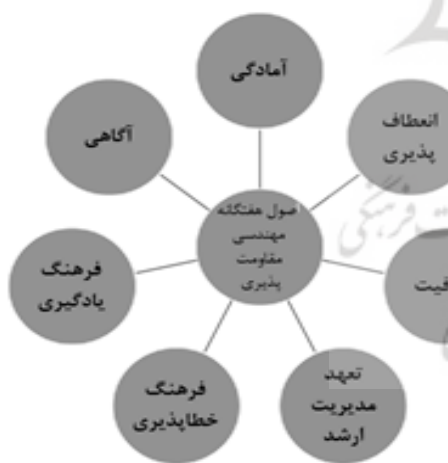 آمادگی
انعطاف
پذیری
تعهد
مدیریت
ارشد
فرهنگ
خطاپذیری
فرهنگ
یادگیری
آگاهی
اصول هفتگانه
مهندسی
مقاومت
پذیری